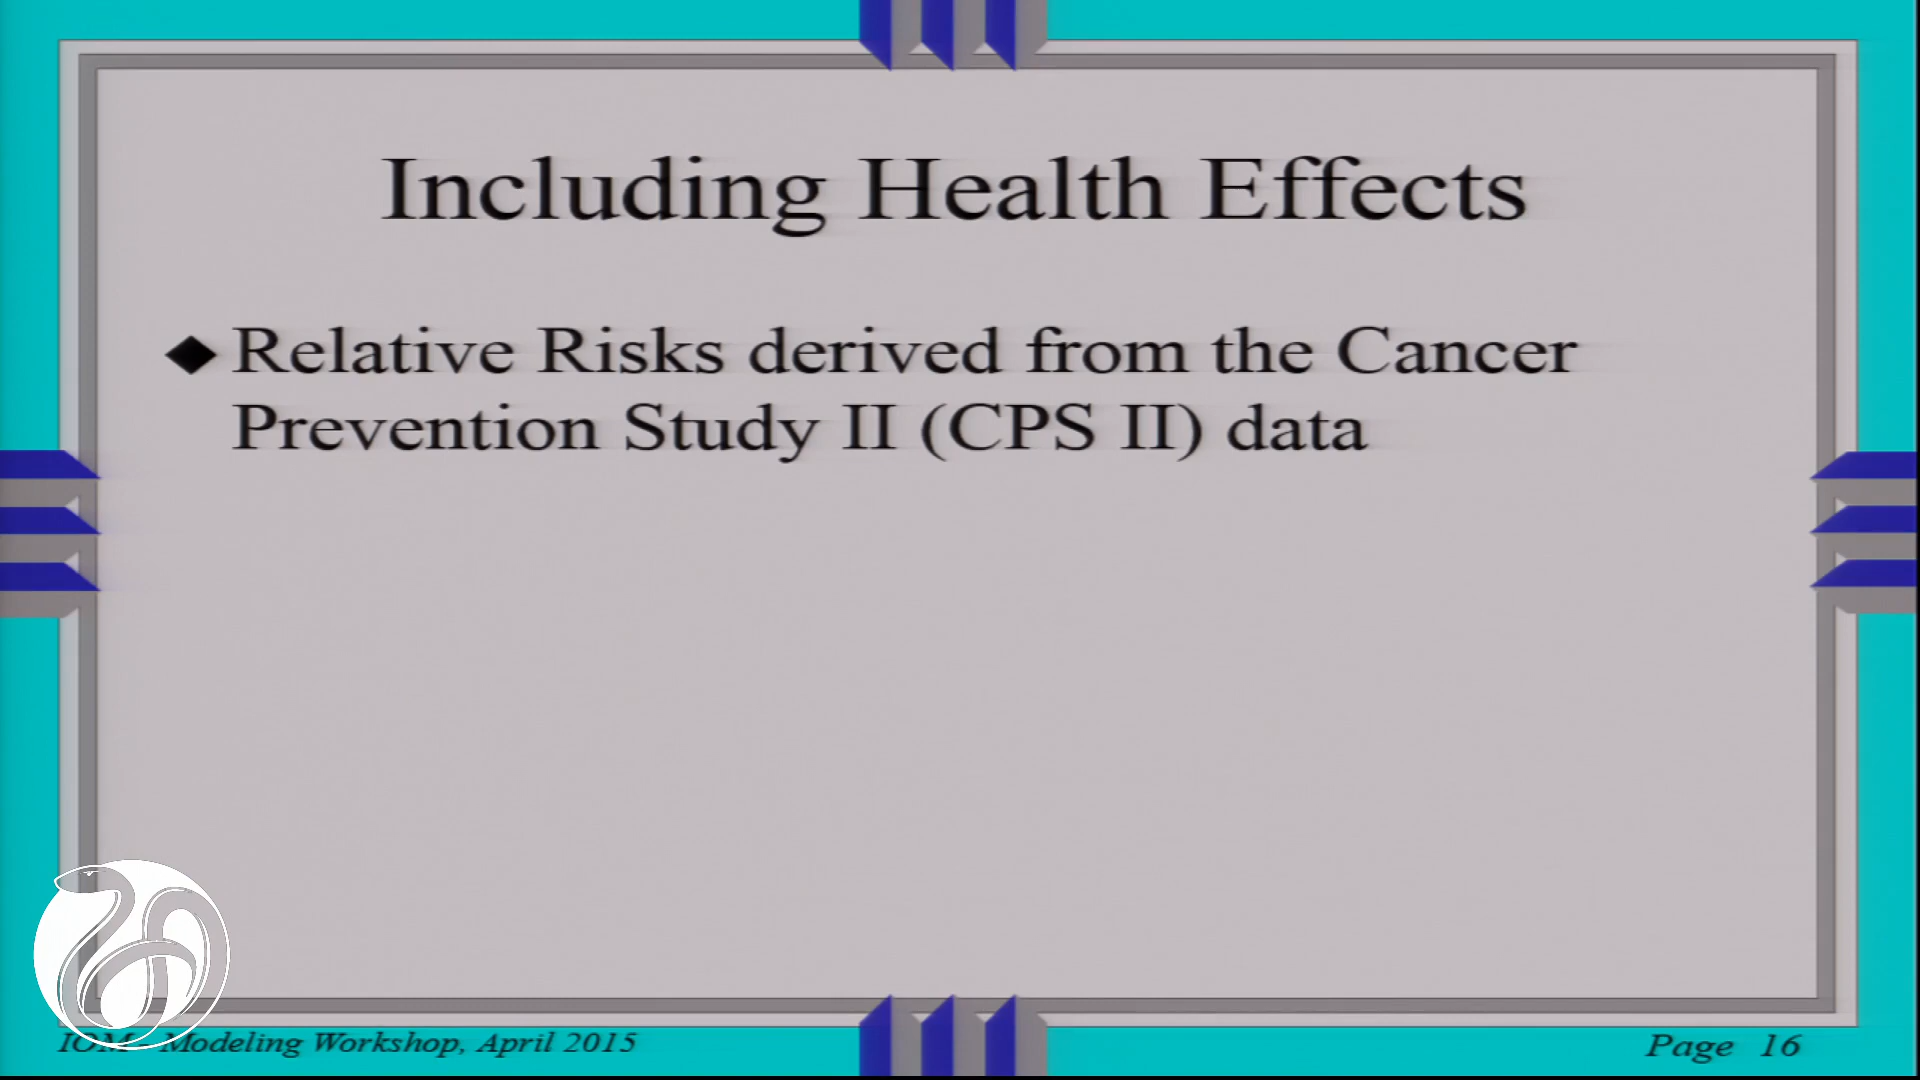 Including Health Effects
Relative Risks derived from the Cancer
Prevention Study II (CPS II) data
IOM - Modeling Workshop, April 2015
Page 16